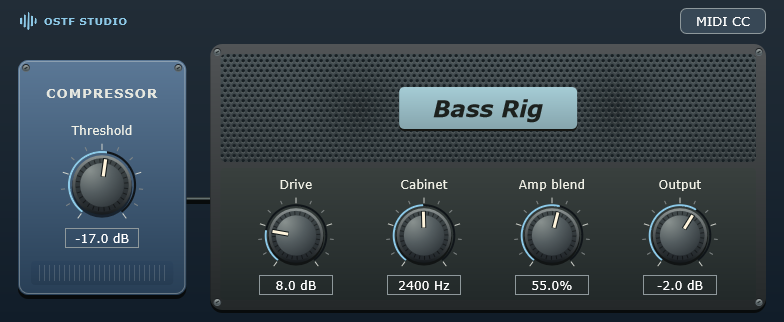 OSTF STUDIO
MIDI CC
COMPRESSOR
Threshold
-17.0 dB
Bass Rig
Drive
Cabinet
Amp blend
Output
8.0 dB
2400 Hz
55.0%
-2.0 dB